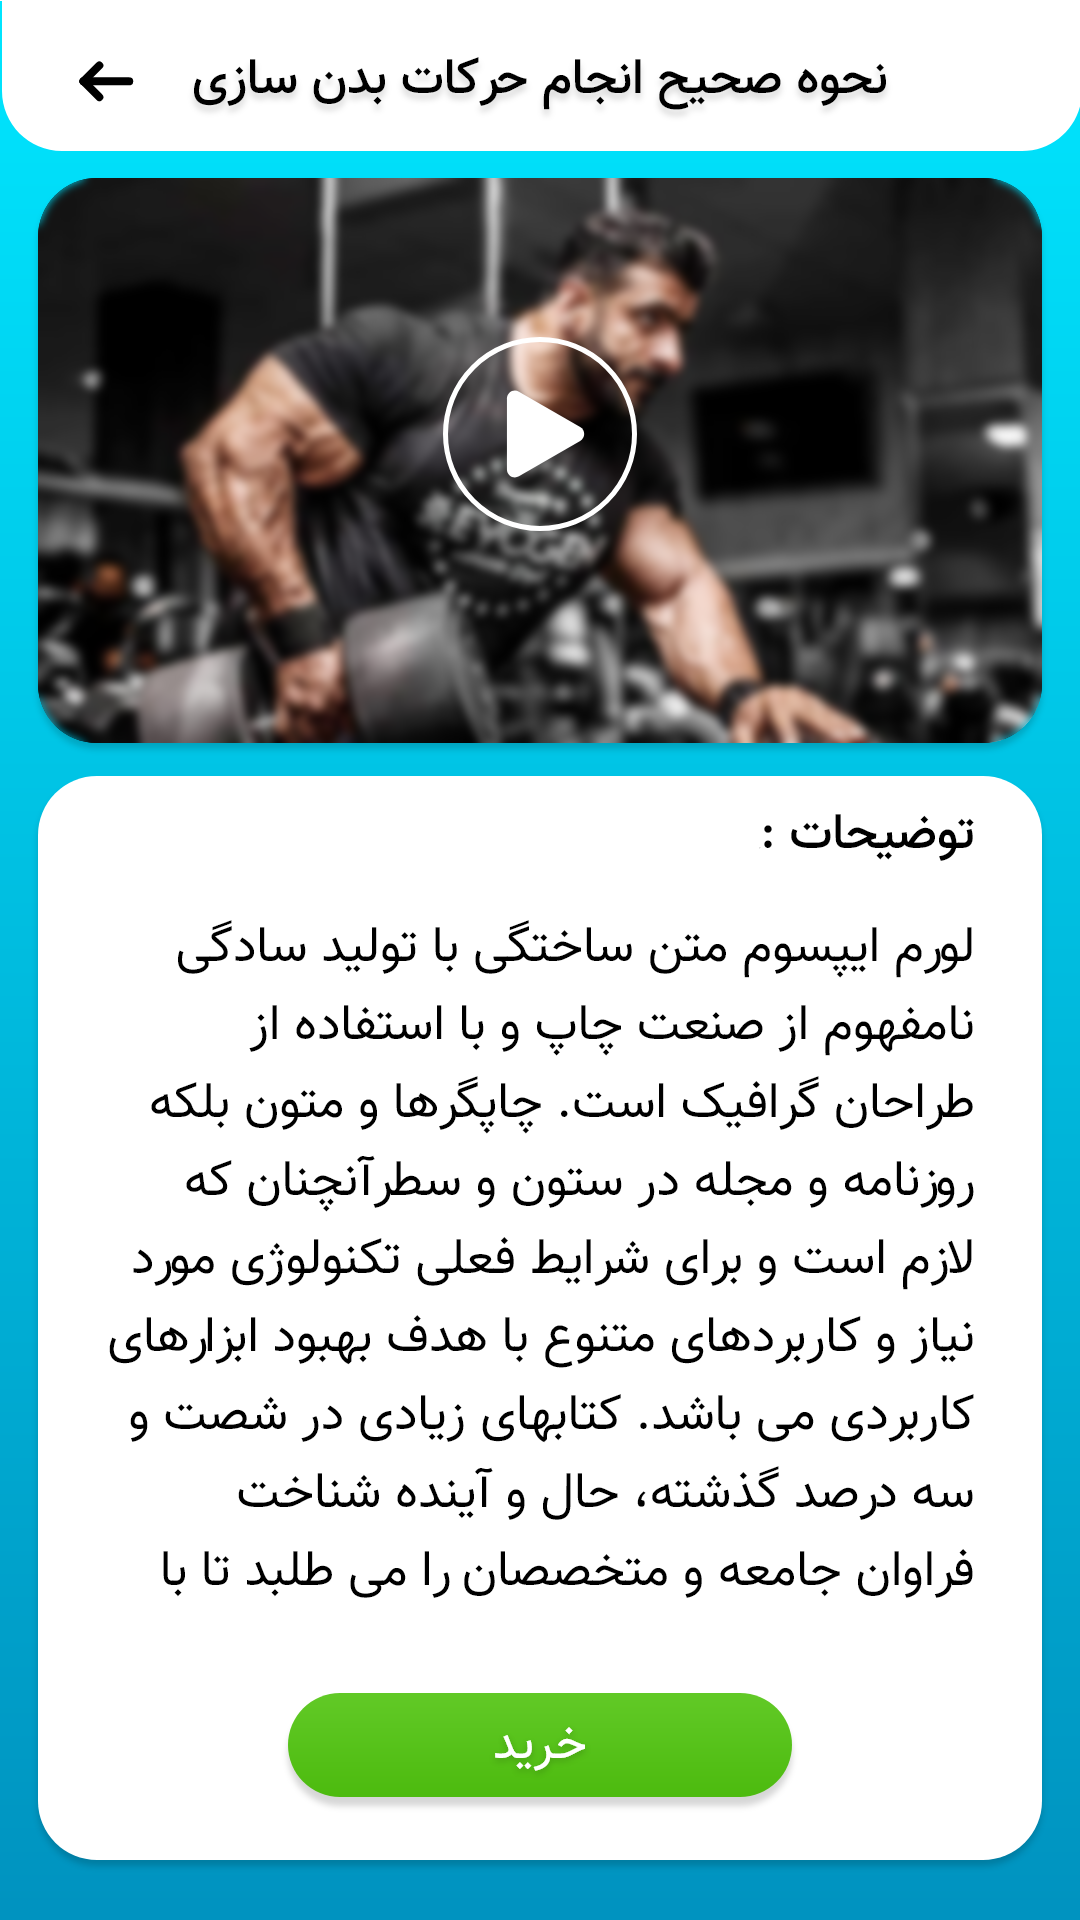 نحوه صحیح انجام حرکات بدن سازی
توضیحات :
لورم ایپسوم متن ساختگی با تولید سادگی
نامفهوم از صنعت چاپ و با استفاده از
طراحان گرافیک است. چاپگرها و متون بلکه
روزنامه و مجله در ستون و سطرآنچنان که
لازم است و برای شرایط فعلی تکنولوژی مورد
نیاز و کاربردهای متنوع با هدف بهبود ابزارهای
کاربردی می باشد. کتابهای زیادی در شصت و
سه درصد گذشته، حال و آینده شناخت
فراوان جامعه و متخصصان را می طلبد تا با
خرید